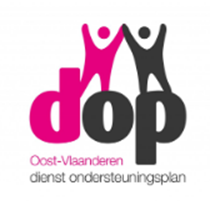 dop
Oost-Vlaanderen
dienst ondersteuningsplan